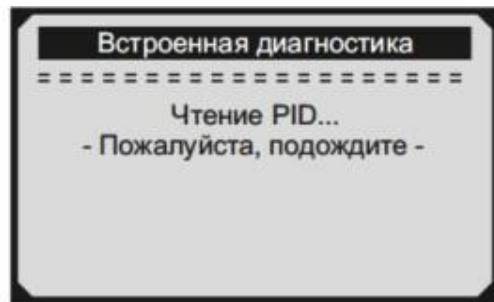 Встроенная диагностика
= = = = = = = = = = = = = = = = = = = =
Чтение PID...
- Пожалуйста, подождите -